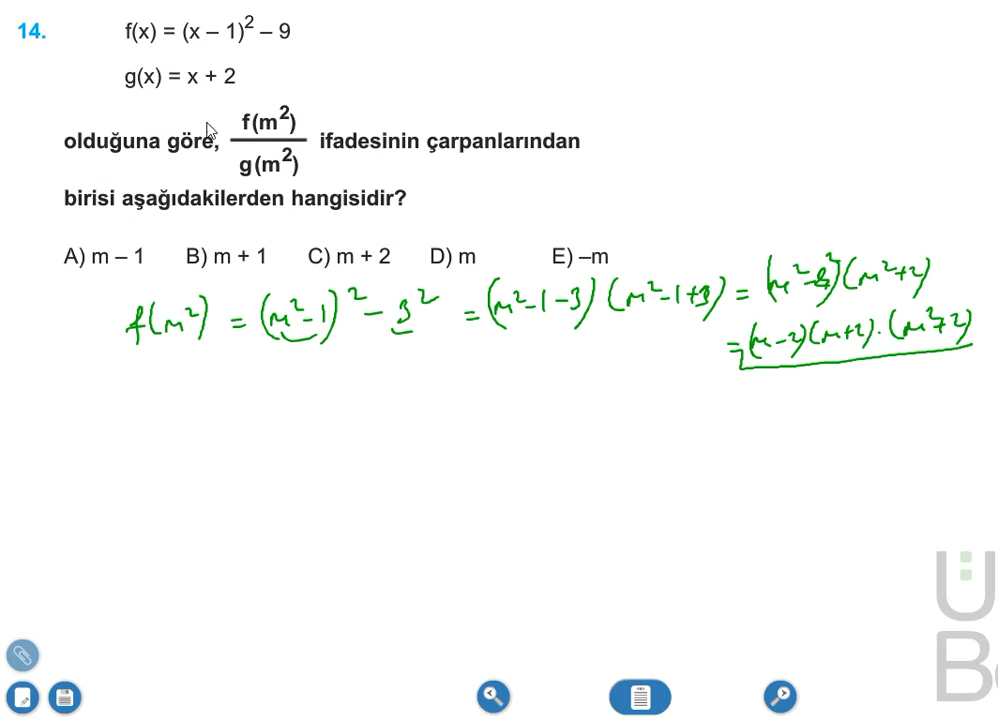 14. f(x) = (x – 1)² – 9
g(x) = x + 2
olduğuna göre, f(m²) / g(m²) ifadesinin çarpanlarından
birisi aşağıdakilerden hangisidir?
A) m – 1 B) m + 1 C) m + 2 D) m E) –m
f(m²) = (m²-1)² - 3² = (m²-1-3) (m²-1+3) = (m²-2²)(m²+2)
= (m-2)(m+2).(m²+2)
U
B